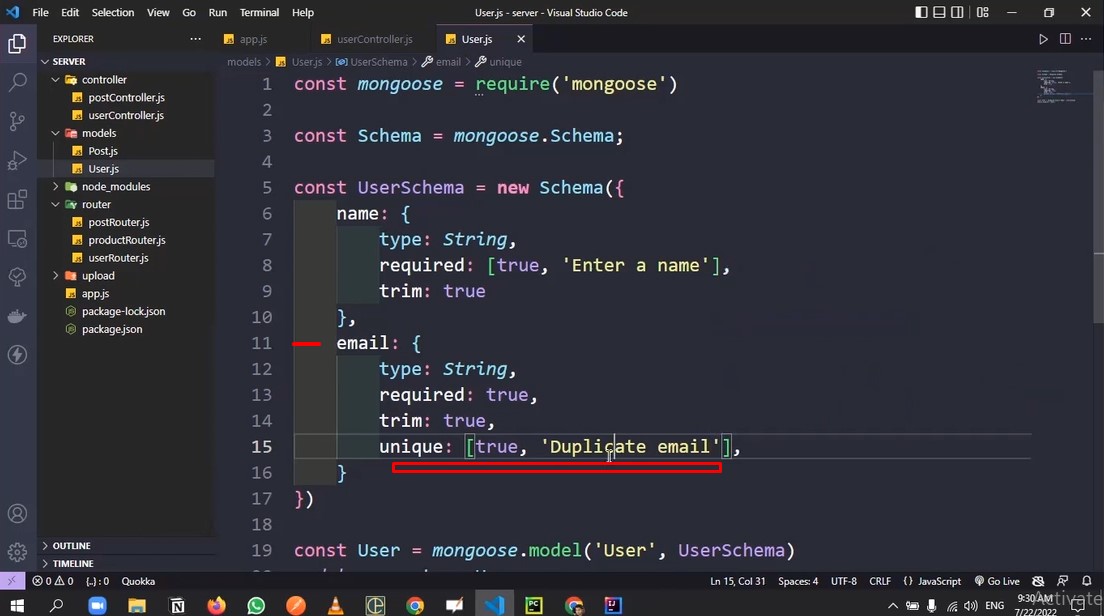 File Edit Selection View Go Run Terminal Help
User.js - server - Visual Studio Code
EXPLORER
app.js
userController.js
User.js
SERVER
models > User.js > UserSchema > email > unique
controller
postController.js
userController.js
models
Post.js
User.js
node_modules
router
postRouter.js
productRouter.js
userRouter.js
upload
app.js
package-lock.json
package.json
OUTLINE
TIMELINE
1 const mongoose = require('mongoose')
2
3 const Schema = mongoose.Schema;
4
5 const UserSchema = new Schema({
6 name: {
7 type: String,
8 required: [true, 'Enter a name'],
9 trim: true
10 },
11 email: {
12 type: String,
13 required: true,
14 trim: true,
15 unique: [true, 'Duplicate email'],
16 }
17 })
18
19 const User = mongoose.model('User', UserSchema)
0 0 {..}: 0 Quokka
Ln 15, Col 31 Spaces: 4 UTF-8 CRLF {} JavaScript Go Live
Activate
ENG
9:30 AM
7/22/2022